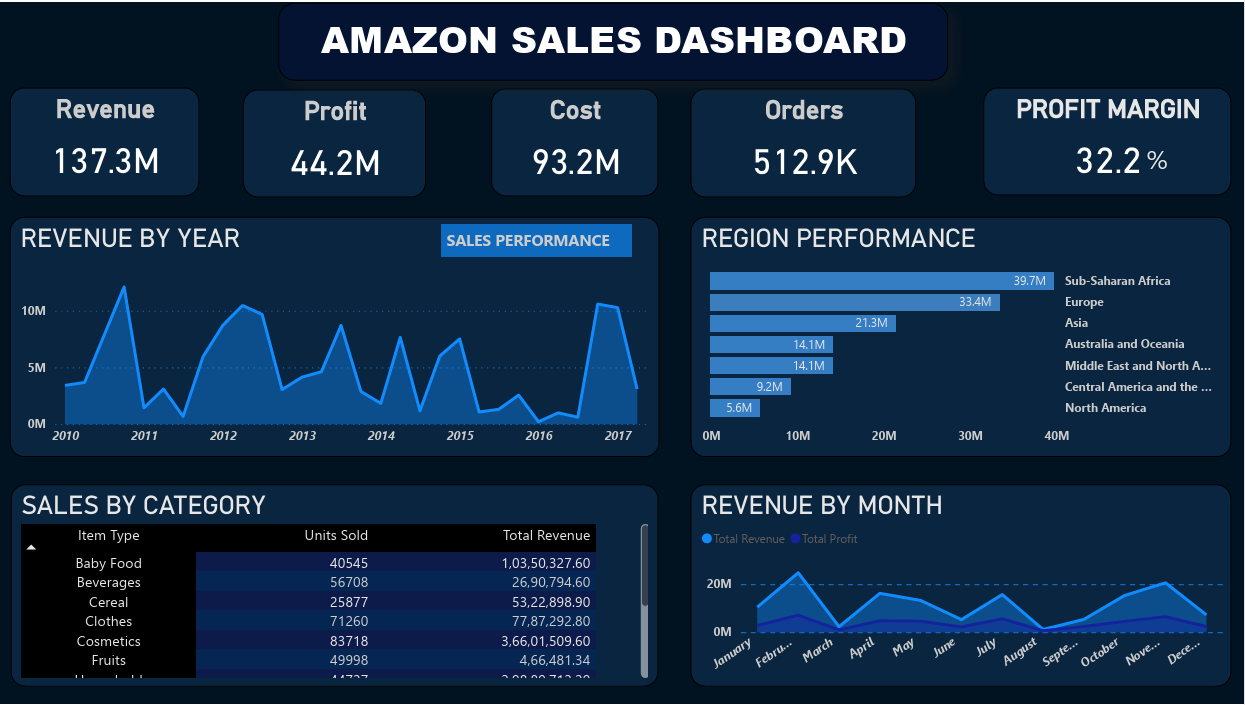 AMAZON SALES DASHBOARD
Revenue
137.3M
Profit
44.2M
Cost
93.2M
Orders
512.9K
PROFIT MARGIN
32.2 %
REVENUE BY YEAR
SALES PERFORMANCE
10M
5M
0M
2010 2011 2012 2013 2014 2015 2016 2017
REGION PERFORMANCE
39.7M Sub-Saharan Africa
33.4M Europe
21.3M Asia
14.1M Australia and Oceania
14.1M Middle East and North A...
9.2M Central America and the ...
5.6M North America
0M 10M 20M 30M 40M
SALES BY CATEGORY
Item Type Units Sold Total Revenue
Baby Food 40545 1,03,50,327.60
Beverages 56708 26,90,794.60
Cereal 25877 53,22,898.90
Clothes 71260 77,87,292.80
Cosmetics 83718 3,66,01,509.60
Fruits 49998 4,66,481.34
REVENUE BY MONTH
Total Revenue Total Profit
20M
0M
January Febru... March April May June July August Septe... October Nove... Dece...